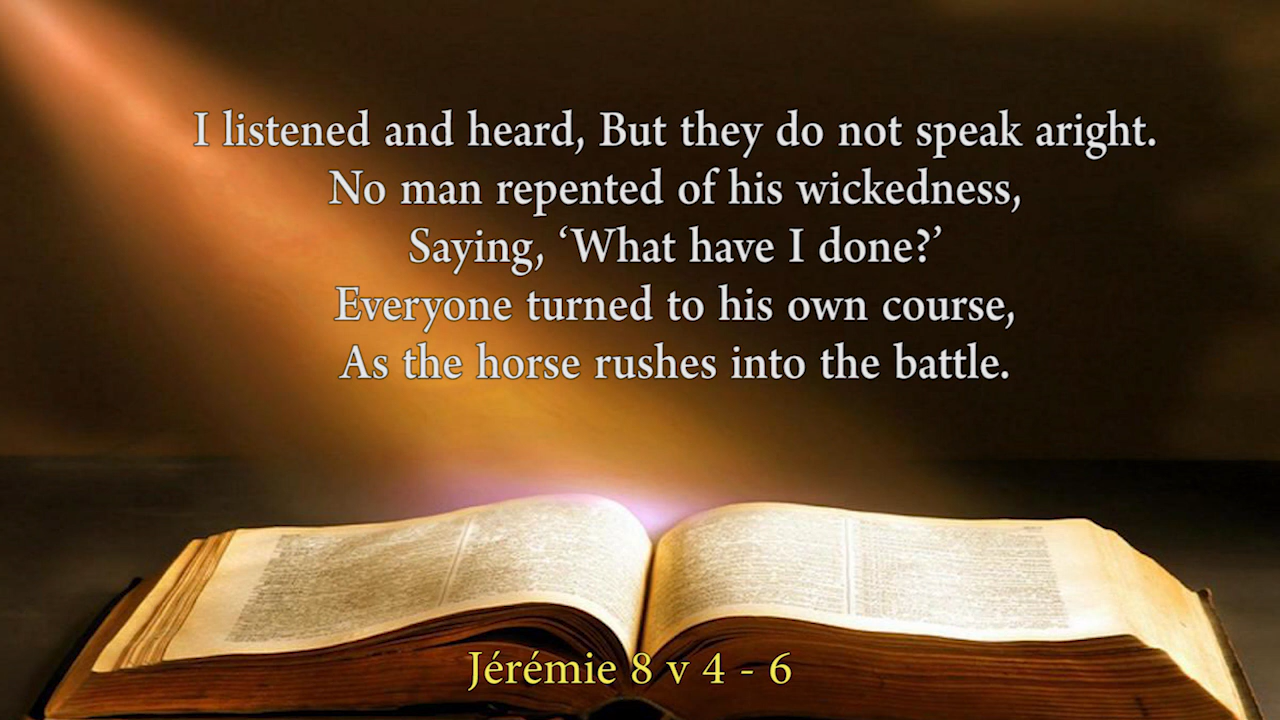 I listened and heard, But they do not speak aright.
No man repented of his wickedness,
Saying, ‘What have I done?’
Everyone turned to his own course,
As the horse rushes into the battle.
Jérémie 8 v 4 - 6